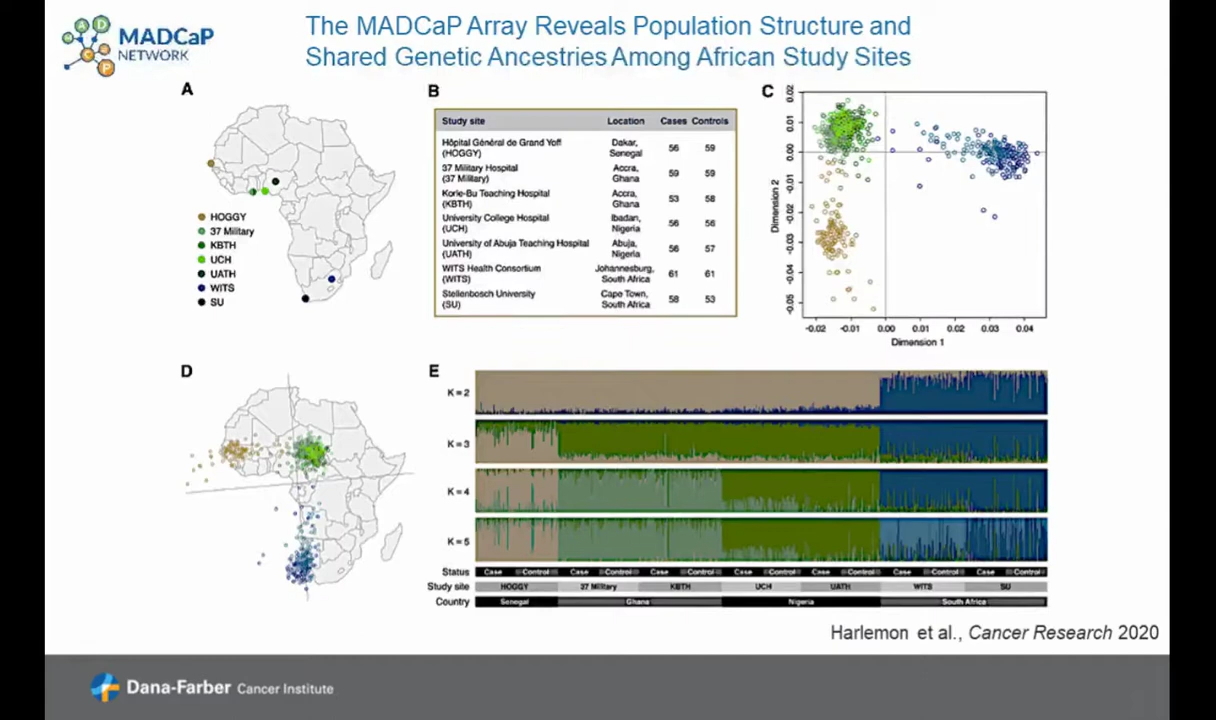 The MADCaP Array Reveals Population Structure and
Shared Genetic Ancestries Among African Study Sites
M A D C a P
MADCaP
NETWORK
A
HOGGY
37 Military
KBTH
UCH
UATH
WITS
SU
B
Study site Location Cases Controls
Hôpital Général de Grand Yoff
(HOGGY) Dakar,
Senegal 56 59
37 Military Hospital
(37 Military) Accra,
Ghana 59 59
Korle-Bu Teaching Hospital
(KBTH) Accra,
Ghana 53 58
University College Hospital
(UCH) Ibadan,
Nigeria 56 56
University of Abuja Teaching Hospital
(UATH) Abuja,
Nigeria 56 57
WITS Health Consortium
(WITS) Johannesburg,
South Africa 61 61
Stellenbosch University
(SU) Cape Town,
South Africa 58 53
C
0.02
0.01
0.00
-0.01
-0.02
-0.03
-0.04
-0.05
Dimension 2
-0.02 -0.01 0.00 0.01 0.02 0.03 0.04
Dimension 1
D
E
K = 2
K = 3
K = 4
K = 5
Status Case Control Case Control Case Control Case Control Case Control Case Control Case Control
Study site HOGGY 37 Military KBTH UCH UATH WITS SU
Country Senegal Ghana Nigeria South Africa
Harlemon et al., Cancer Research 2020
Dana-Farber Cancer Institute